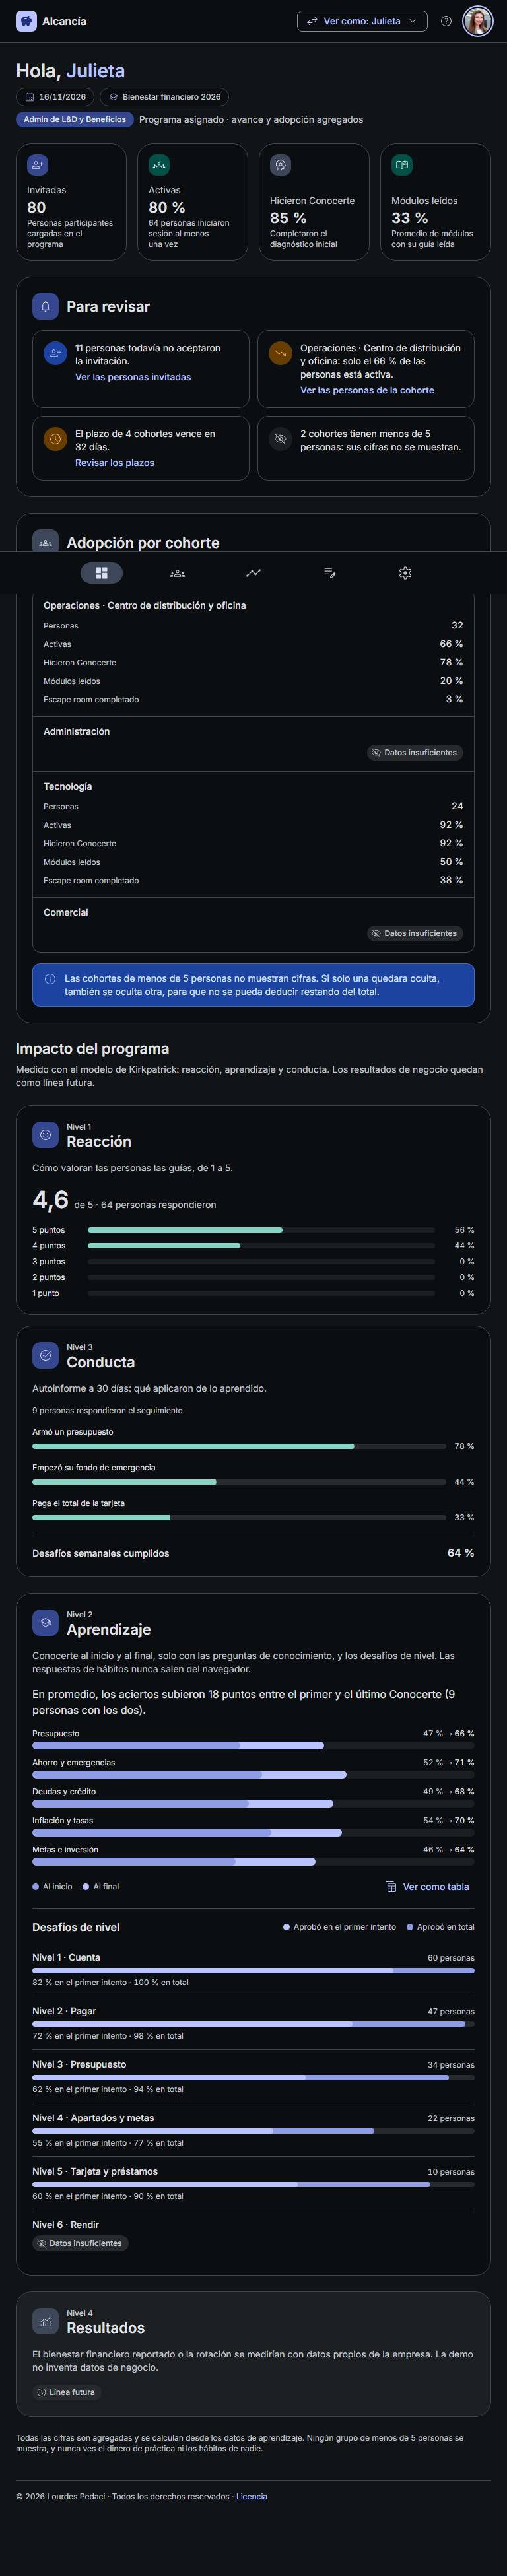 Alcancía
Ver como: Julieta
Hola, Julieta
16/11/2026
Bienestar financiero 2026
Admin de L&D y Beneficios
Programa asignado · avance y adopción agregados
Invitadas
80
Personas participantes
cargadas en el
programa
Activas
80 %
64 personas iniciaron
sesión al menos
una vez
Hicieron Conocerte
85 %
Completaron el
diagnóstico inicial
Módulos leídos
33 %
Promedio de módulos
con su guía leída
Para revisar
11 personas todavía no aceptaron
la invitación.
Ver las personas invitadas
Operaciones · Centro de distribución
y oficina: solo el 66 % de las
personas está activa.
Ver las personas de la cohorte
El plazo de 4 cohortes vence en
32 días.
Revisar los plazos
2 cohortes tienen menos de 5
personas: sus cifras no se muestran.
Adopción por cohorte
Operaciones · Centro de distribución y oficina
Personas 32
Activas 66 %
Hicieron Conocerte 78 %
Módulos leídos 20 %
Escape room completado 3 %
Administración
Datos insuficientes
Tecnología
Personas 24
Activas 92 %
Hicieron Conocerte 92 %
Módulos leídos 50 %
Escape room completado 38 %
Comercial
Datos insuficientes
Las cohortes de menos de 5 personas no muestran cifras. Si solo una quedara oculta,
también se oculta otra, para que no se pueda deducir restando del total.
Impacto del programa
Medido con el modelo de Kirkpatrick: reacción, aprendizaje y conducta. Los resultados de negocio quedan
como línea futura.
Nivel 1
Reacción
Cómo valoran las personas las guías, de 1 a 5.
4,6 de 5 · 64 personas respondieron
5 puntos 56 %
4 puntos 44 %
3 puntos 0 %
2 puntos 0 %
1 punto 0 %
Nivel 3
Conducta
Autoinforme a 30 días: qué aplicaron de lo aprendido.
9 personas respondieron el seguimiento
Armó un presupuesto
78 %
Empezó su fondo de emergencia
44 %
Paga el total de la tarjeta
33 %
Desafíos semanales cumplidos 64 %
Nivel 2
Aprendizaje
Conocerte al inicio y al final, solo con las preguntas de conocimiento, y los desafíos de nivel. Las
respuestas de hábitos nunca salen del navegador.
En promedio, los aciertos subieron 18 puntos entre el primer y el último Conocerte (9
personas con los dos).
Presupuesto 47 % → 66 %
Ahorro y emergencias 52 % → 71 %
Deudas y crédito 49 % → 68 %
Inflación y tasas 54 % → 70 %
Metas e inversión 46 % → 64 %
Al inicio Al final Ver como tabla
Desafíos de nivel Aprobó en el primer intento Aprobó en total
Nivel 1 · Cuenta 60 personas
82 % en el primer intento · 100 % en total
Nivel 2 · Pagar 47 personas
72 % en el primer intento · 98 % en total
Nivel 3 · Presupuesto 34 personas
62 % en el primer intento · 94 % en total
Nivel 4 · Apartados y metas 22 personas
55 % en el primer intento · 77 % en total
Nivel 5 · Tarjeta y préstamos 10 personas
60 % en el primer intento · 90 % en total
Nivel 6 · Rendir
Datos insuficientes
Nivel 4
Resultados
El bienestar financiero reportado o la rotación se medirían con datos propios de la empresa. La demo
no inventa datos de negocio.
Línea futura
Todas las cifras son agregadas y se calculan desde los datos de aprendizaje. Ningún grupo de menos de 5 personas se
muestra, y nunca ves el dinero de práctica ni los hábitos de nadie.
© 2026 Lourdes Pedaci · Todos los derechos reservados · Licencia